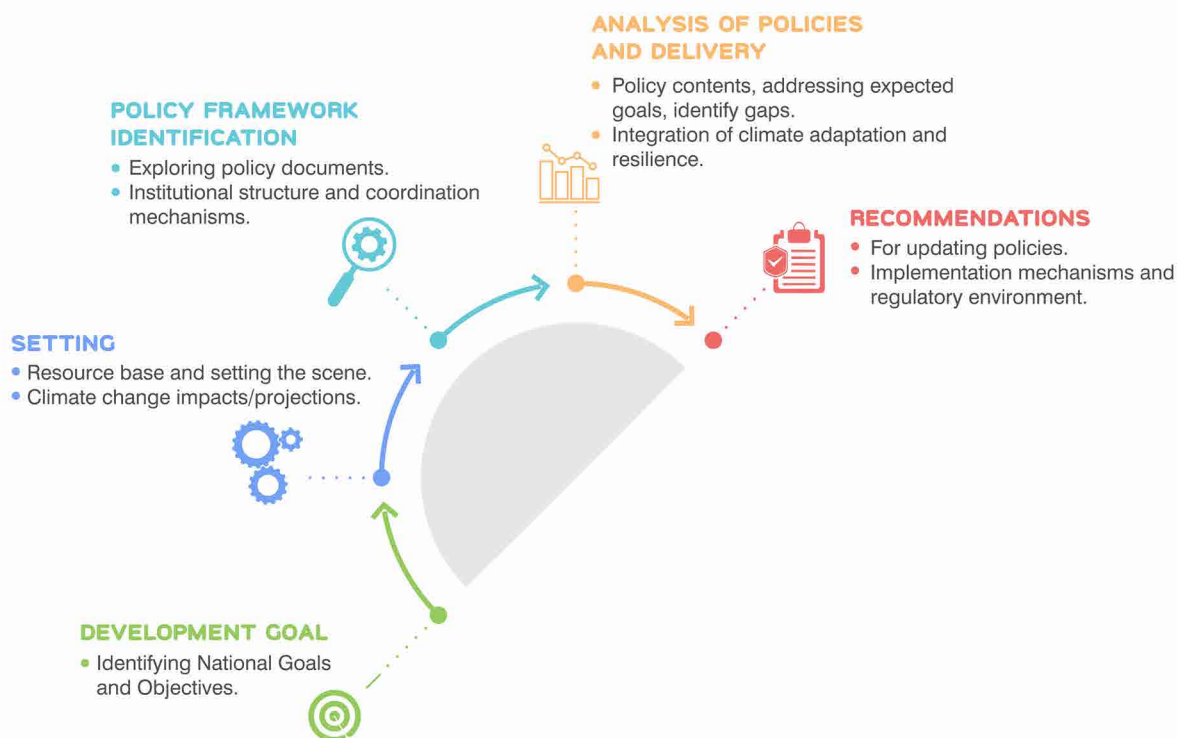 ANALYSIS OF POLICIES
AND DELIVERY
• Policy contents, addressing expected
goals, identify gaps.
• Integration of climate adaptation and
resilience.
POLICY FRAMEWORK
IDENTIFICATION
• Exploring policy documents.
• Institutional structure and coordination
mechanisms.
RECOMMENDATIONS
• For updating policies.
• Implementation mechanisms and
regulatory environment.
SETTING
• Resource base and setting the scene.
• Climate change impacts/projections.
DEVELOPMENT GOAL
• Identifying National Goals
and Objectives.